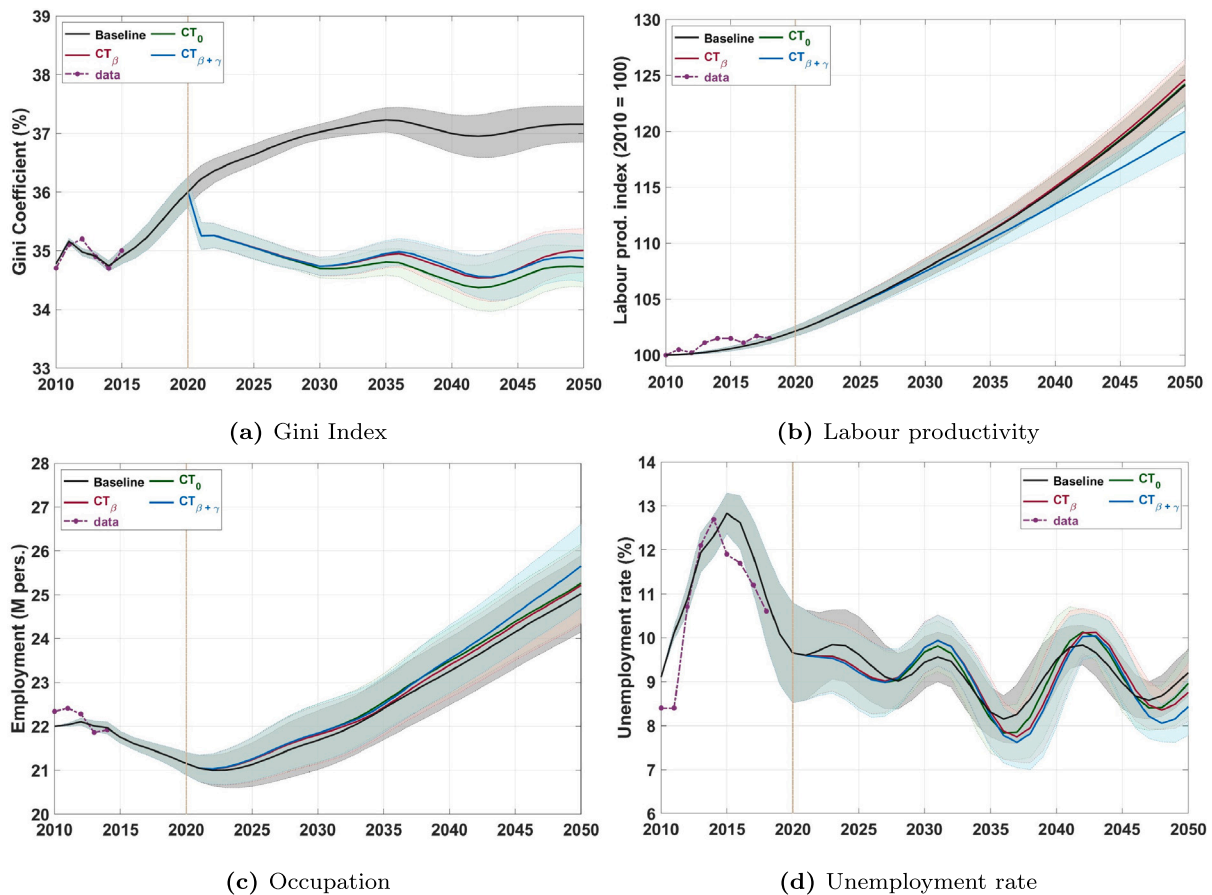 Gini Coefficient (%)
39
38
37
36
35
34
33
Baseline CT0
CTβ CTβ + γ
data
2010 2015 2020 2025 2030 2035 2040 2045 2050
(a) Gini Index
Labour prod. index (2010 = 100)
130
125
120
115
110
105
100
Baseline CT0
CTβ CTβ + γ
data
2010 2015 2020 2025 2030 2035 2040 2045 2050
(b) Labour productivity
Employment (M pers.)
28
27
26
25
24
23
22
21
20
Baseline CT0
CTβ CTβ + γ
data
2010 2015 2020 2025 2030 2035 2040 2045 2050
(c) Occupation
Unemployment rate (%)
14
13
12
11
10
9
8
7
6
Baseline CT0
CTβ CTβ + γ
data
2010 2015 2020 2025 2030 2035 2040 2045 2050
(d) Unemployment rate